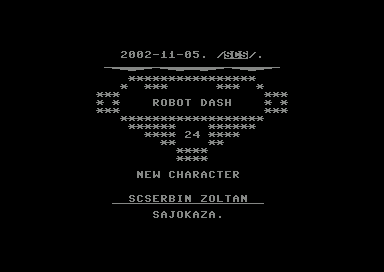 2002-11-05. /SCS/.
ROBOT DASH
24
NEW CHARACTER
SCSERBIN ZOLTAN
SAJOKAZA.